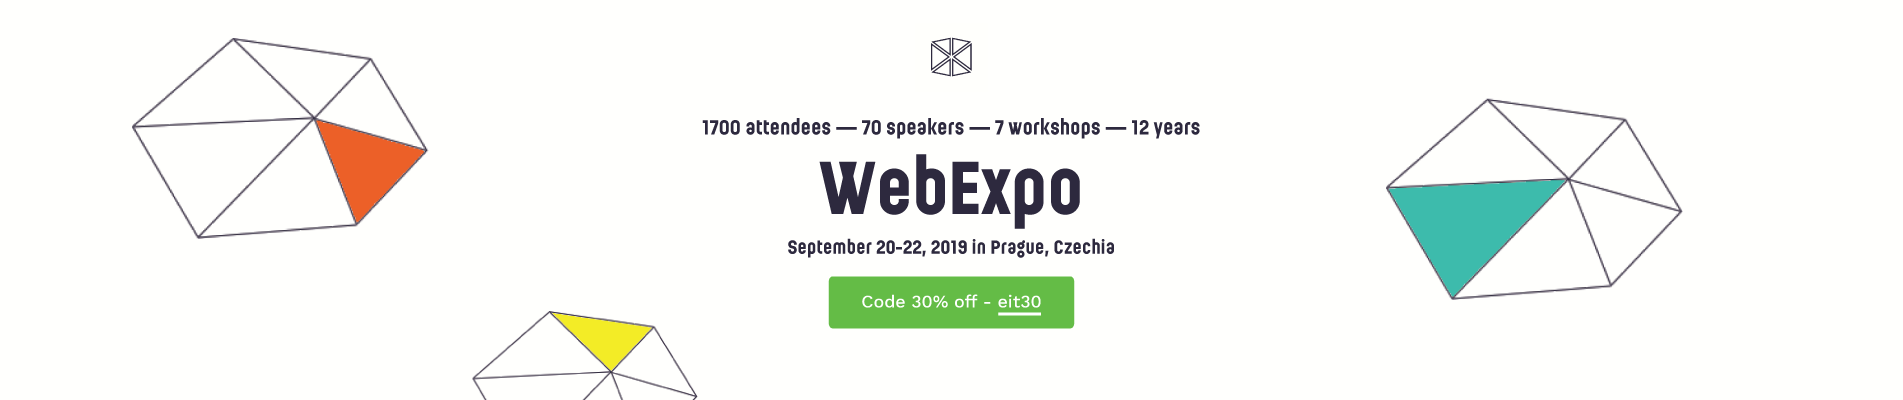 1700 attendees — 70 speakers — 7 workshops — 12 years
WebExpo
September 20-22, 2019 in Prague, Czechia
Code 30% off - eit30